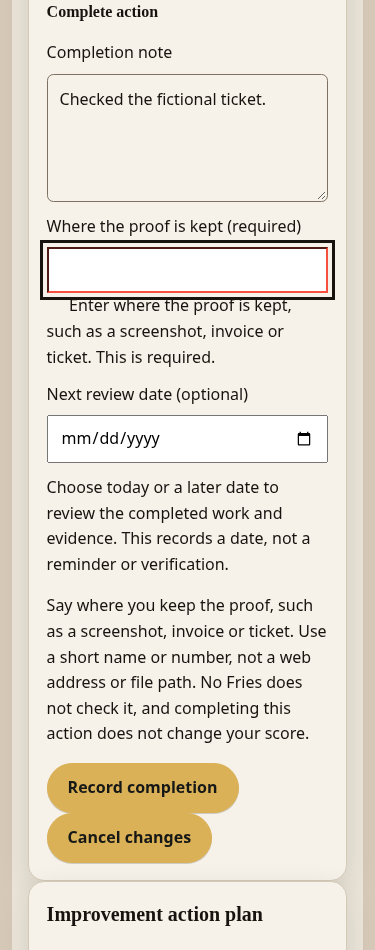 Complete action
Completion note
Checked the fictional ticket.
Where the proof is kept (required)
Enter where the proof is kept,
such as a screenshot, invoice or
ticket. This is required.
Next review date (optional)
mm/dd/yyyy
Choose today or a later date to
review the completed work and
evidence. This records a date, not a
reminder or verification.
Say where you keep the proof, such
as a screenshot, invoice or ticket. Use
a short name or number, not a web
address or file path. No Fries does
not check it, and completing this
action does not change your score.
Record completion
Cancel changes
Improvement action plan